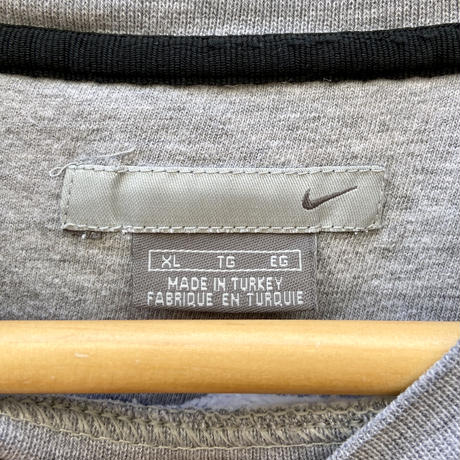 XL TG EG
MADE IN TURKEY
FABRIQUE EN TURQUIE